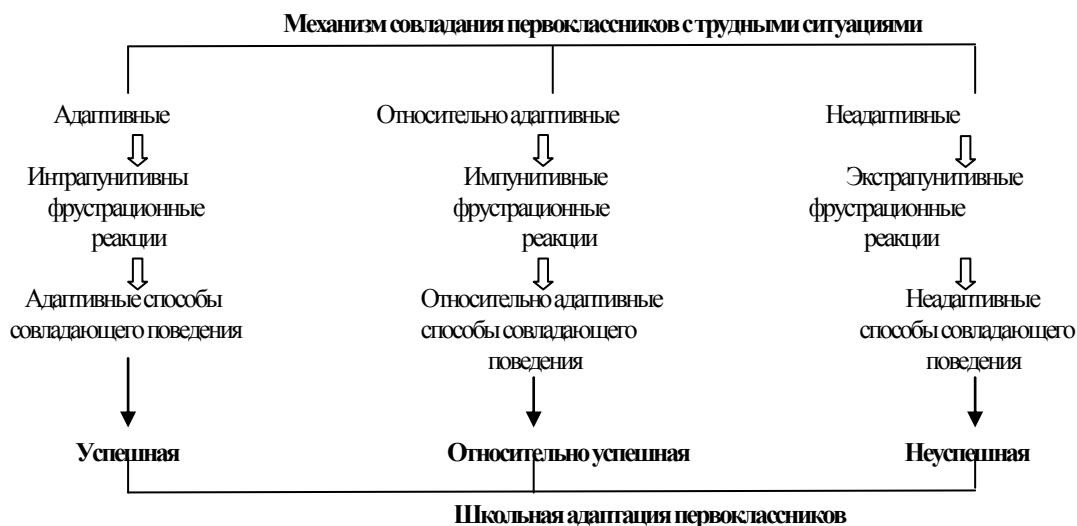 Механизм совладания первоклассников с трудными ситуациями
Адаптивные
Относительно адаптивные
Неадаптивные
Интрапунитивны
фрустрационные
реакции
Импунитивные
фрустрационные
реакции
Экстрапунитивные
фрустрационные
реакции
Адаптивные способы
совладающего поведения
Относительно адаптивные
способы совладающего
поведения
Неадаптивные
способы совладающего
поведения
Успешная
Относительно успешная
Неуспешная
Школьная адаптация первоклассников